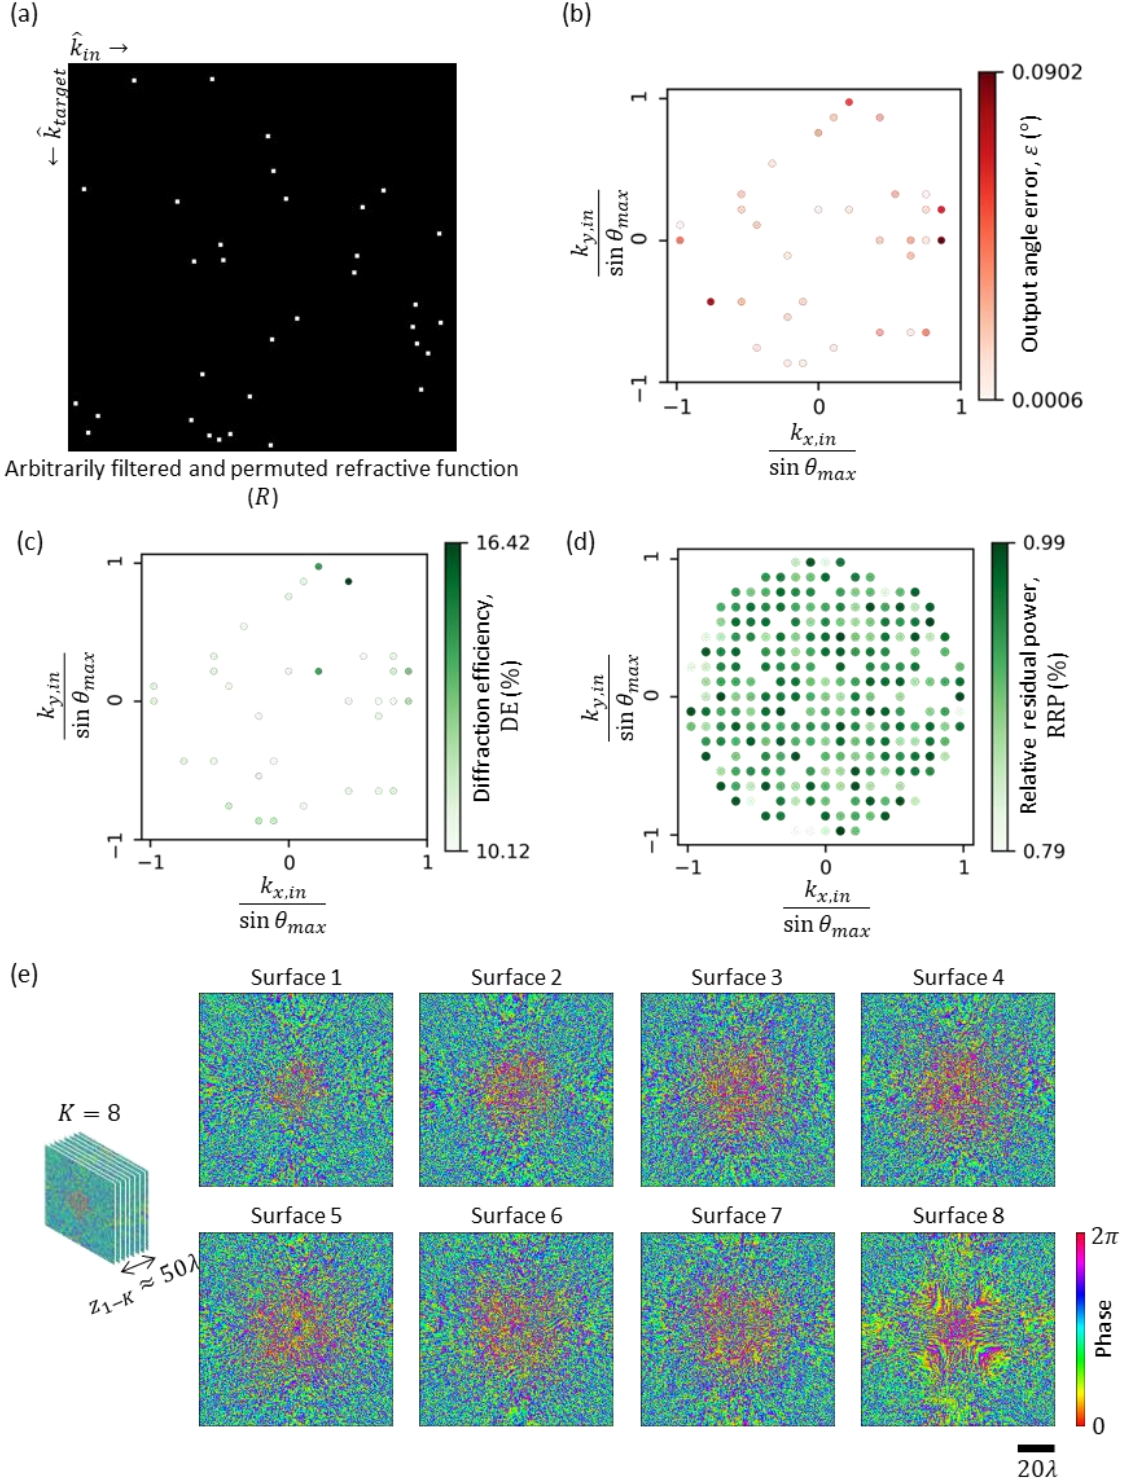 (a)
k̂in →
← k̂target
Arbitrarily filtered and permuted refractive function
(R)
(b)
1
0
−1
ky,in
sin θmax
−1 0 1
kx,in
sin θmax
0.0902
0.0006
Output angle error, ε (°)
(c)
1
0
−1
ky,in
sin θmax
−1 0 1
kx,in
sin θmax
16.42
10.12
Diffraction efficiency,
DE (%)
(d)
1
0
−1
ky,in
sin θmax
−1 0 1
kx,in
sin θmax
0.99
0.79
Relative residual power,
RRP (%)
(e)
K = 8
z1−K ≈ 50λ
Surface 1 Surface 2 Surface 3 Surface 4
Surface 5 Surface 6 Surface 7 Surface 8
2π
Phase
0
20λ